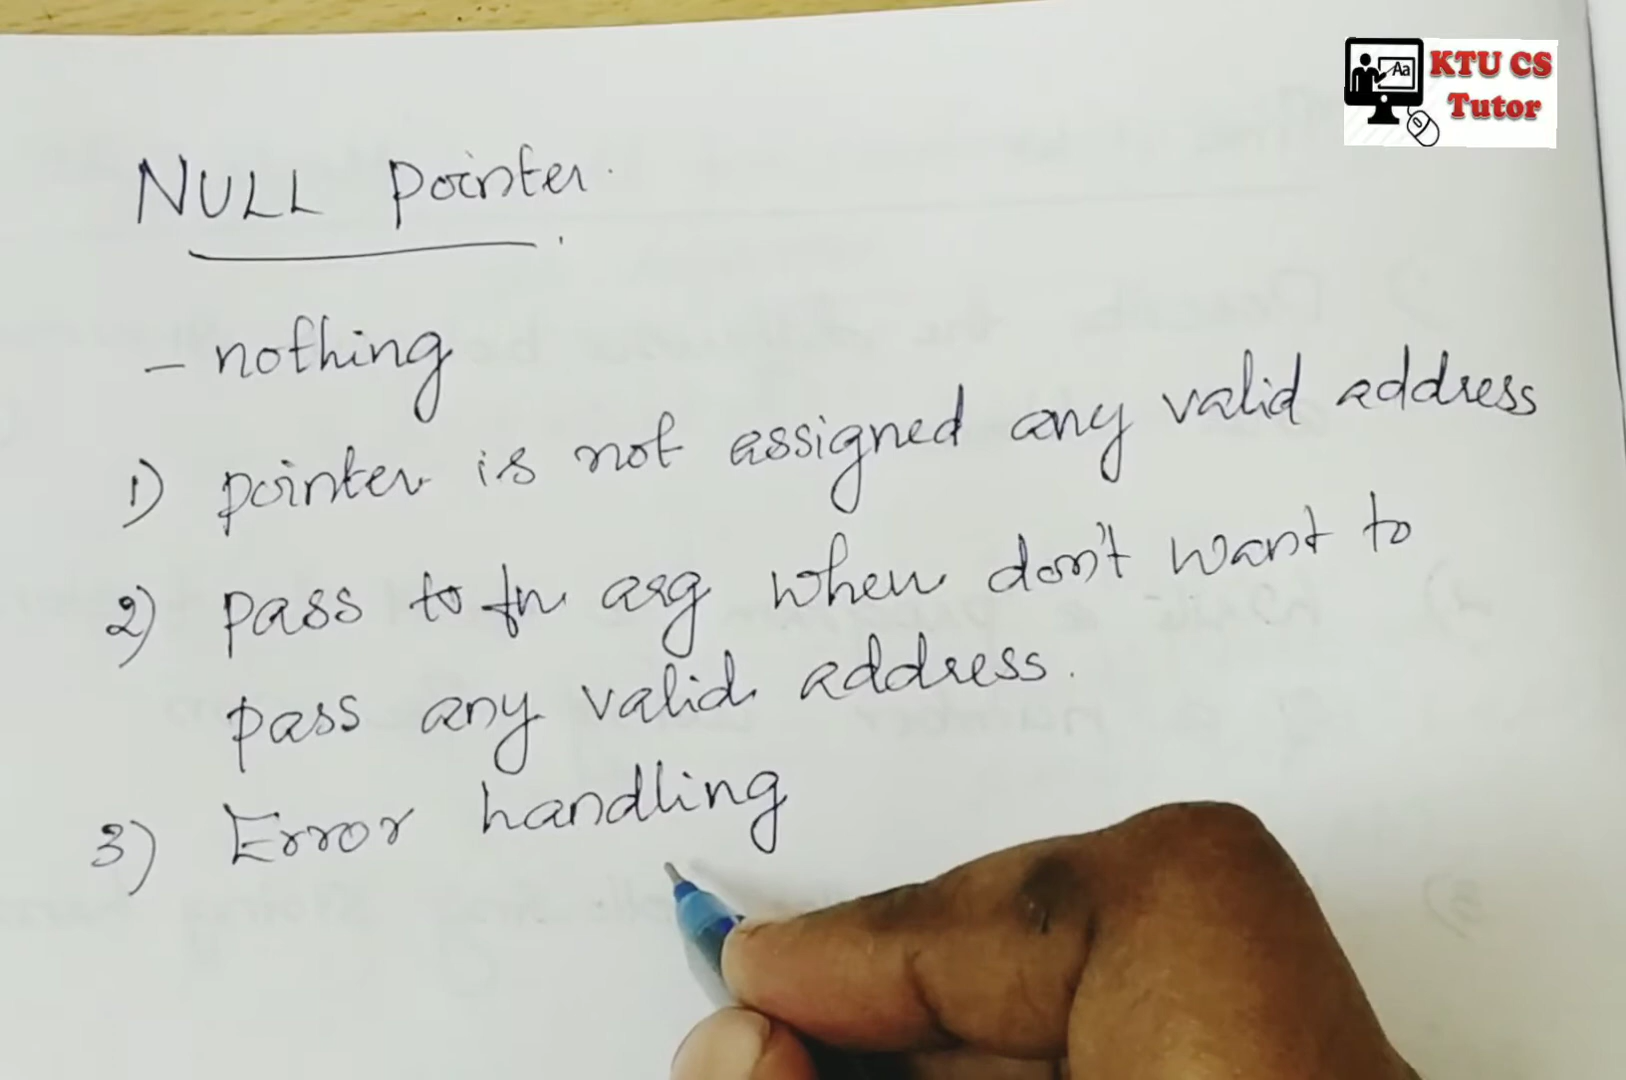 KTU CS
Tutor
Aa
NULL pointer.
- nothing
1) pointer is not assigned any valid address
2) pass to fn arg when don't want to
pass any valid address.
3) Error handling